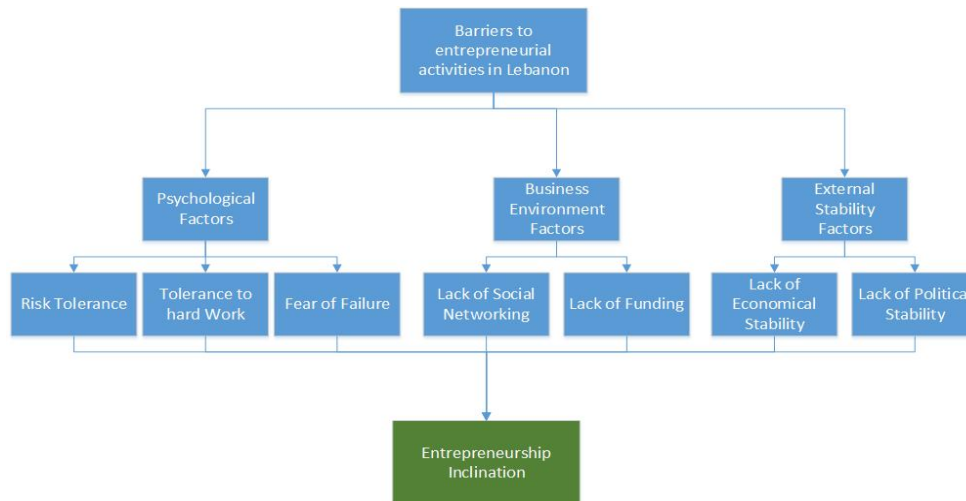 Barriers to
entrepreneurial
activities in Lebanon
Psychological
Factors
Business
Environment
Factors
External
Stability
Factors
Risk Tolerance
Tolerance to
hard Work
Fear of Failure
Lack of Social
Networking
Lack of Funding
Lack of
Economical
Stability
Lack of Political
Stability
Entrepreneurship
Inclination